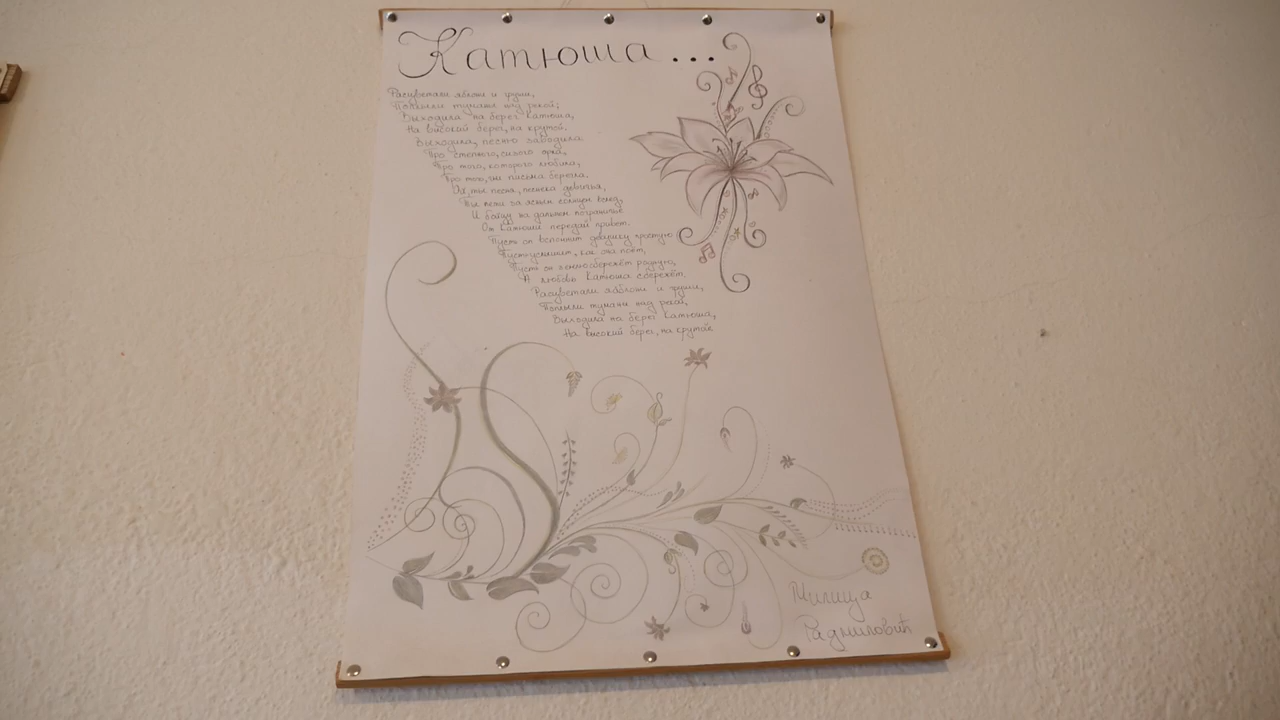 Катюша...
Расцветали яблони и груши,
Поплыли туманы над рекой;
Выходила на берег Катюша,
На высокий берег, на крутой.
Выходила, песню заводила
Про степного, сизого орла,
Про того, которого любила,
Про того, чьи письма берегла.
Ой, ты песня, песенка девичья,
Ты лети за ясным солнцем вслед,
И бойцу на дальнем пограничье
От Катюши передай привет.
Пусть он вспомнит девушку простую
Пусть услышит, как она поёт,
Пусть он землю бережёт родную,
А любовь Катюша сбережёт.
Расцветали яблони и груши,
Поплыли туманы над рекой,
Выходила на берег Катюша,
На высокий берег, на крутой
Милица
Радмиловић